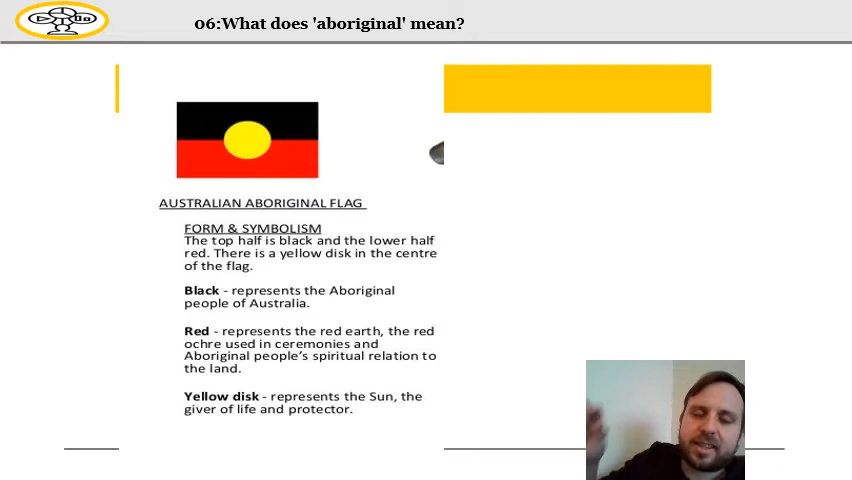 06:What does 'aboriginal' mean?
AUSTRALIAN ABORIGINAL FLAG
FORM & SYMBOLISM
The top half is black and the lower half
red. There is a yellow disk in the centre
of the flag.
Black - represents the Aboriginal
people of Australia.
Red - represents the red earth, the red
ochre used in ceremonies and
Aboriginal people’s spiritual relation to
the land.
Yellow disk - represents the Sun, the
giver of life and protector.